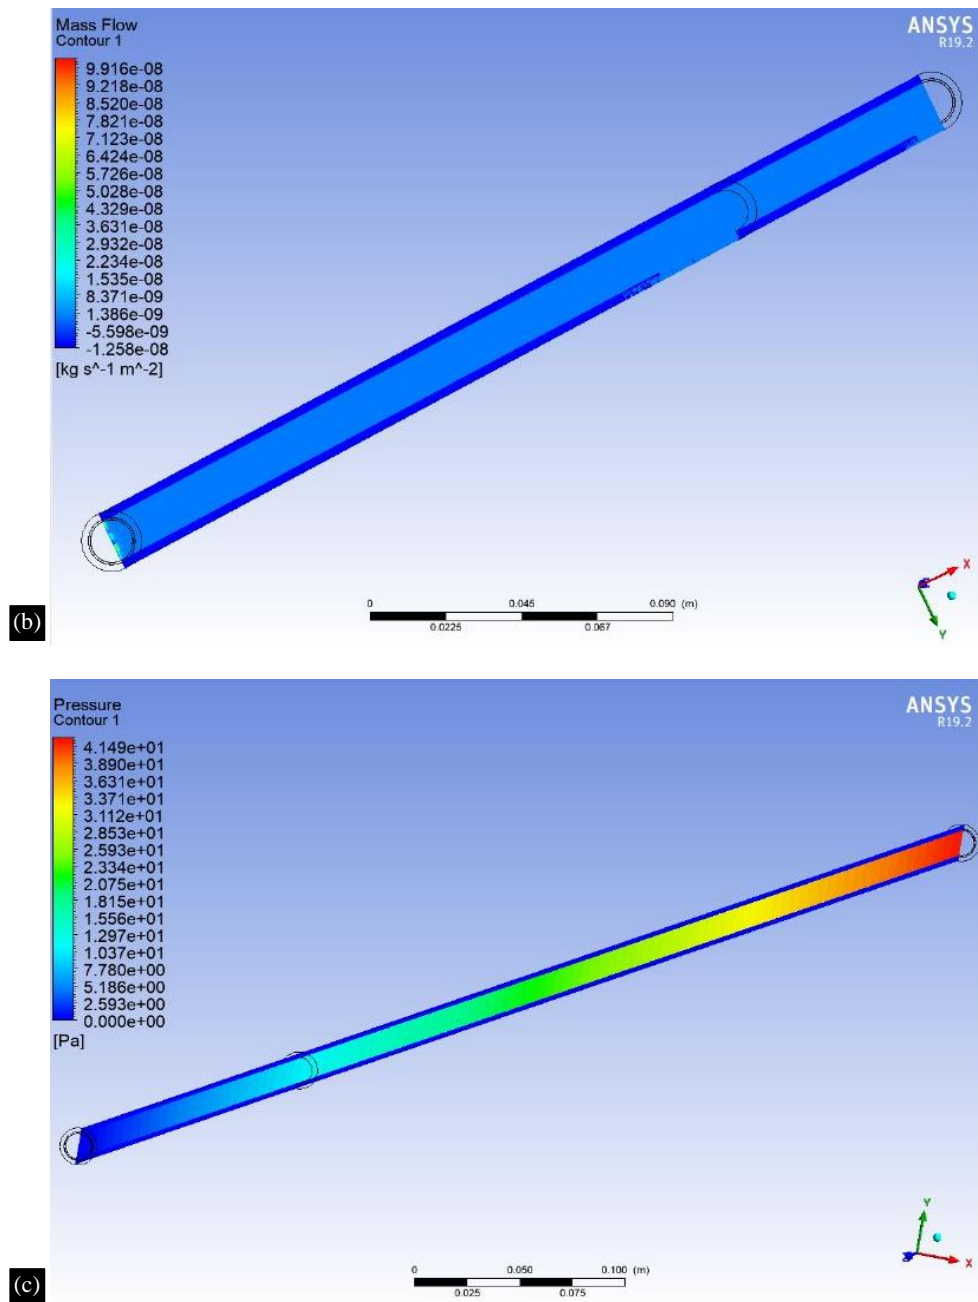 Mass Flow
Contour 1
ANSYS
R19.2
9.916e-08
9.218e-08
8.520e-08
7.821e-08
7.123e-08
6.424e-08
5.726e-08
5.028e-08
4.329e-08
3.631e-08
2.932e-08
2.234e-08
1.535e-08
8.371e-09
1.386e-09
-5.598e-09
-1.258e-08
[kg s^-1 m^-2]
X
Y
0 0.045 0.090 (m)
0.0225 0.067
(b)
Pressure
Contour 1
ANSYS
R19.2
4.149e+01
3.890e+01
3.631e+01
3.371e+01
3.112e+01
2.853e+01
2.593e+01
2.334e+01
2.075e+01
1.815e+01
1.556e+01
1.297e+01
1.037e+01
7.780e+00
5.186e+00
2.593e+00
0.000e+00
[Pa]
Y
X
0 0.050 0.100 (m)
0.025 0.075
(c)